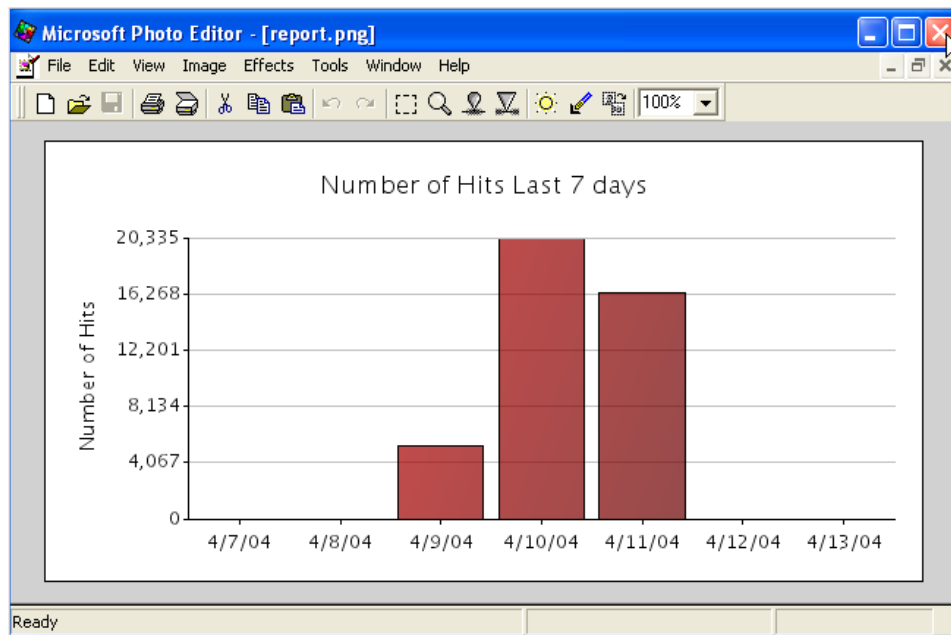 Microsoft Photo Editor - [report.png]
File Edit View Image Effects Tools Window Help
100%
Number of Hits Last 7 days
20,335
16,268
12,201
8,134
4,067
0
Number of Hits
4/7/04 4/8/04 4/9/04 4/10/04 4/11/04 4/12/04 4/13/04
Ready